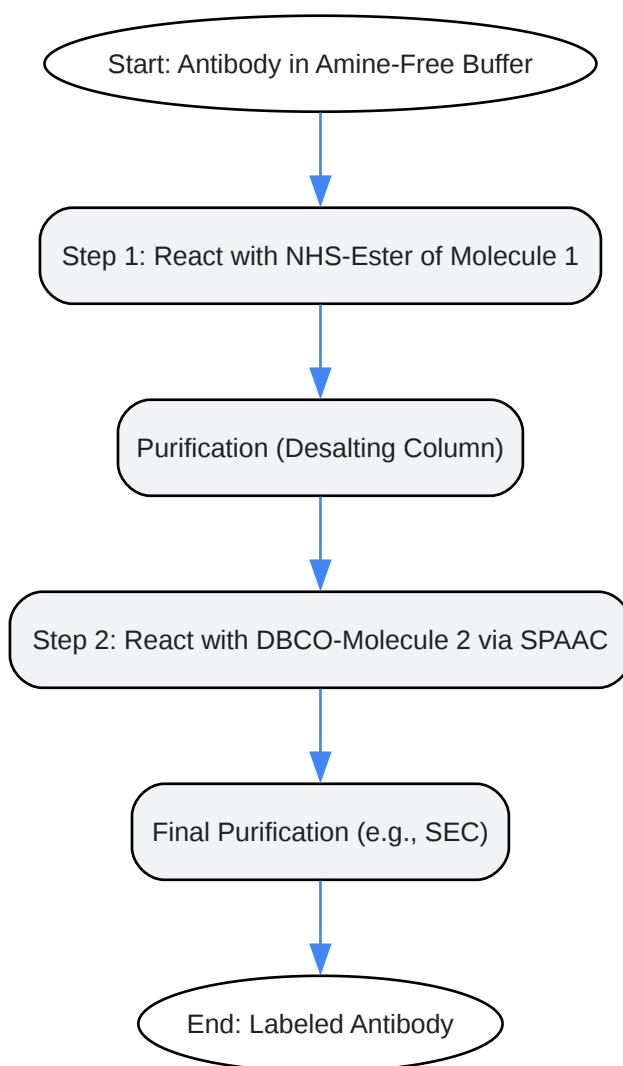 Start: Antibody in Amine-Free Buffer
Step 1: React with NHS-Ester of Molecule 1
Purification (Desalting Column)
Step 2: React with DBCO-Molecule 2 via SPAAC
Final Purification (e.g., SEC)
End: Labeled Antibody